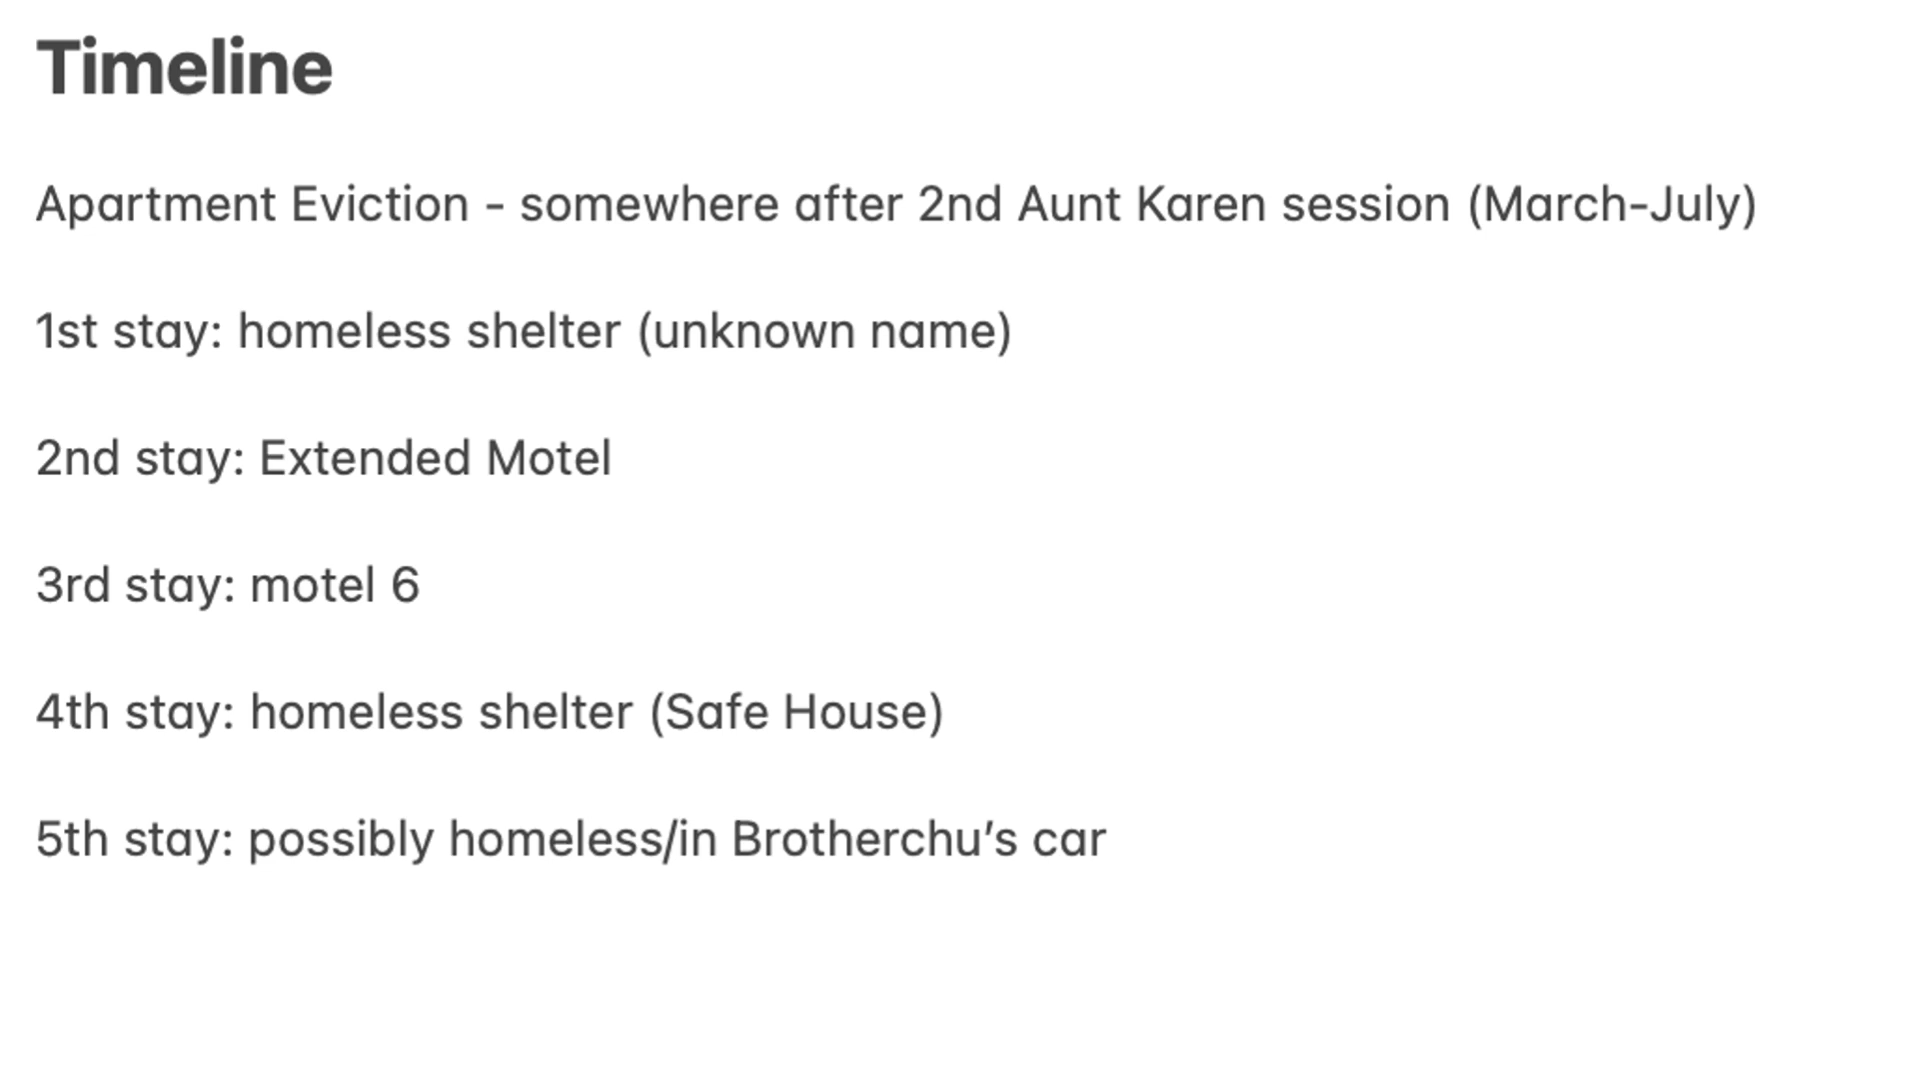 Timeline
Apartment Eviction - somewhere after 2nd Aunt Karen session (March-July)
1st stay: homeless shelter (unknown name)
2nd stay: Extended Motel
3rd stay: motel 6
4th stay: homeless shelter (Safe House)
5th stay: possibly homeless/in Brotherchu’s car